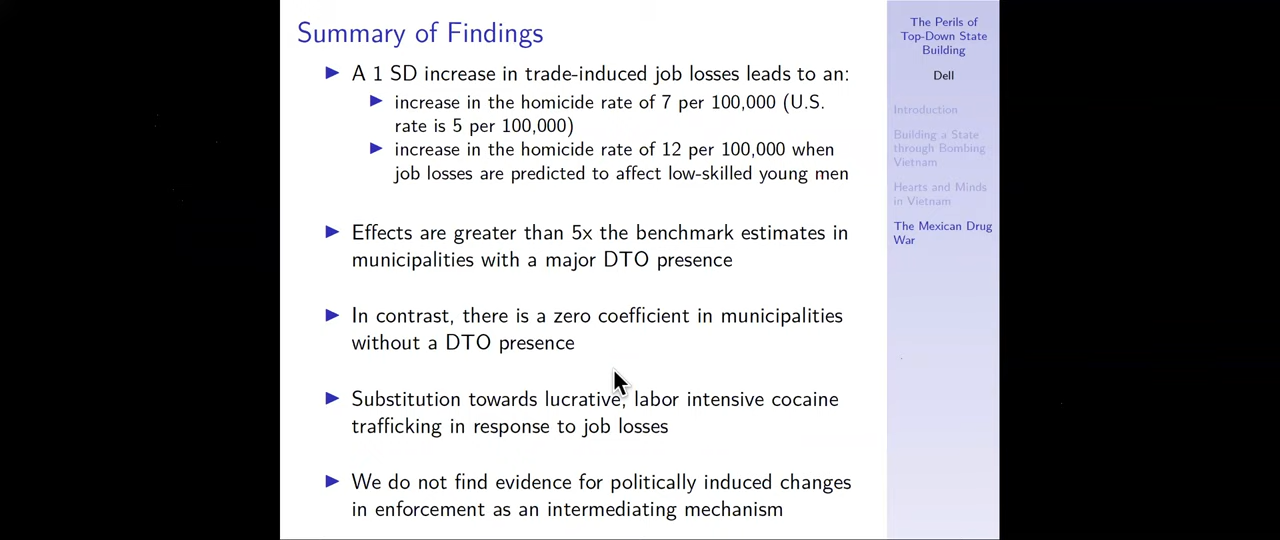 Summary of Findings
▶ A 1 SD increase in trade-induced job losses leads to an:
▶ increase in the homicide rate of 7 per 100,000 (U.S.
rate is 5 per 100,000)
▶ increase in the homicide rate of 12 per 100,000 when
job losses are predicted to affect low-skilled young men
▶ Effects are greater than 5x the benchmark estimates in
municipalities with a major DTO presence
▶ In contrast, there is a zero coefficient in municipalities
without a DTO presence
▶ Substitution towards lucrative, labor intensive cocaine
trafficking in response to job losses
▶ We do not find evidence for politically induced changes
in enforcement as an intermediating mechanism
The Perils of
Top-Down State
Building
Dell
Introduction
Building a State
through Bombing
Vietnam
Hearts and Minds
in Vietnam
The Mexican Drug
War